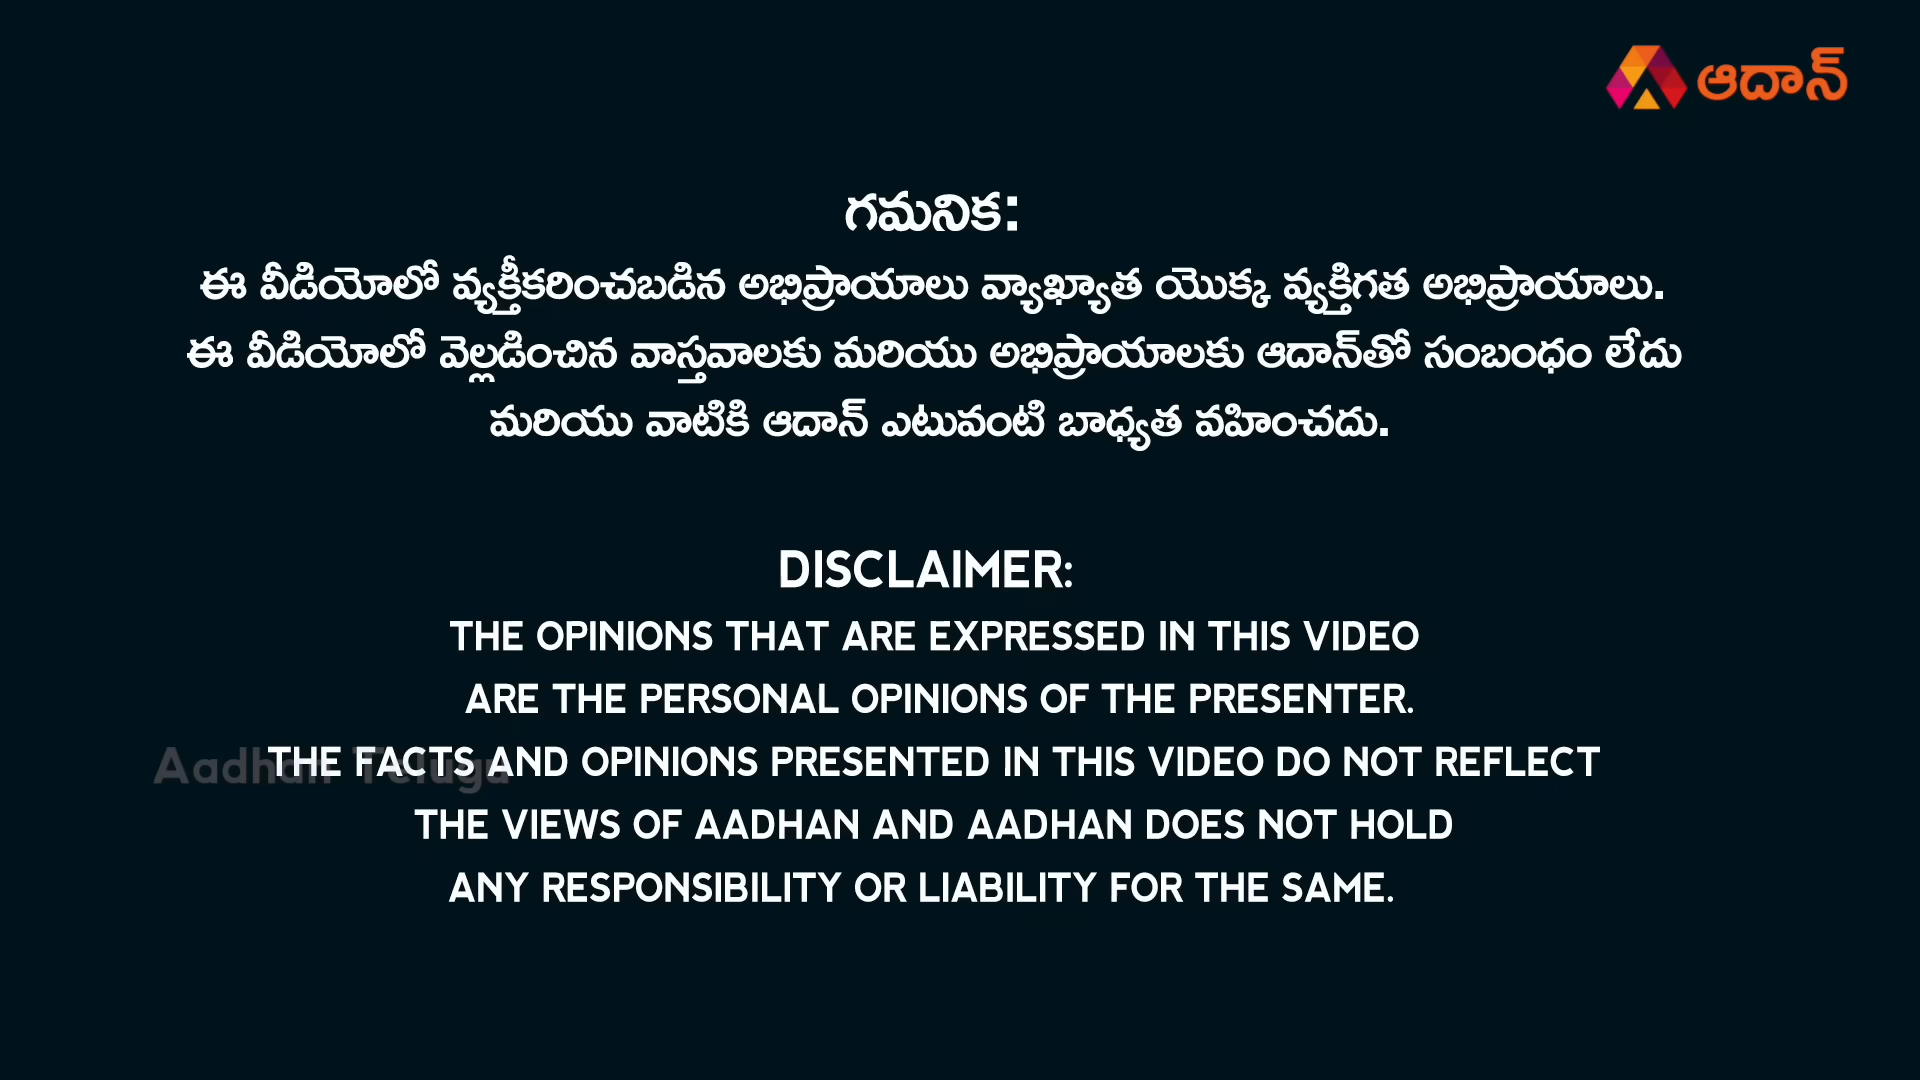 ఆదాన్
గమనిక:
ఈ వీడియోలో వ్యక్తీకరించబడిన అభిప్రాయాలు వ్యాఖ్యాత యొక్క వ్యక్తిగత అభిప్రాయాలు.
ఈ వీడియోలో వెల్లడించిన వాస్తవాలకు మరియు అభిప్రాయాలకు ఆదాన్‌తో సంబంధం లేదు
మరియు వాటికి ఆదాన్ ఎటువంటి బాధ్యత వహించదు.
DISCLAIMER:
THE OPINIONS THAT ARE EXPRESSED IN THIS VIDEO
ARE THE PERSONAL OPINIONS OF THE PRESENTER.
THE FACTS AND OPINIONS PRESENTED IN THIS VIDEO DO NOT REFLECT
Aadhan Telugu
THE VIEWS OF AADHAN AND AADHAN DOES NOT HOLD
ANY RESPONSIBILITY OR LIABILITY FOR THE SAME.